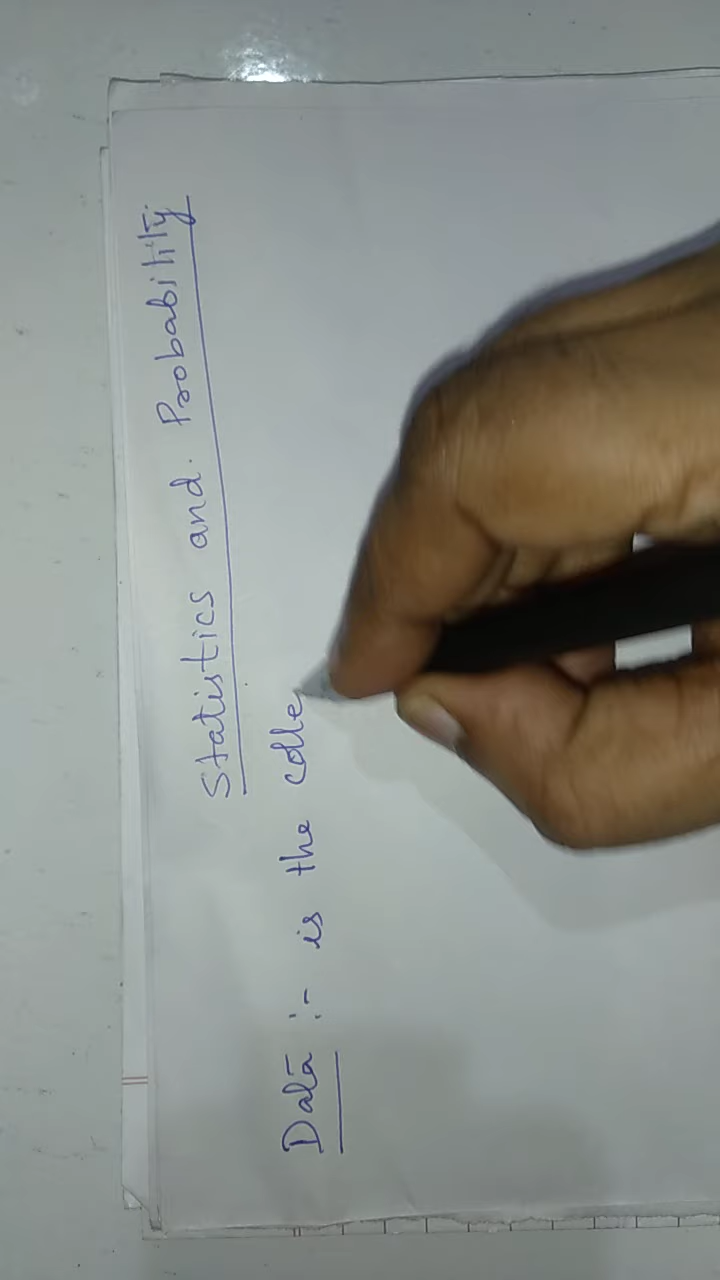 Statistics and Probability
Data :- is the colle